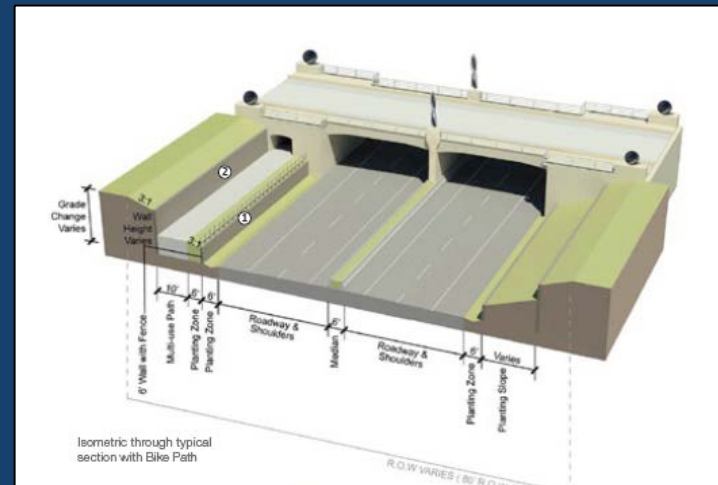 3:1
②
Grade
Change
Varies
Wall
Height
Varies
3:1
①
6' Wall with Fence
10'
Multi-use Path
6'
Planting Zone
6'
Planting Zone
Roadway &
Shoulders
6'
Median
Roadway &
Shoulders
6'
Planting Zone
Varies
Planting Slope
Isometric through typical
section with Bike Path
R.O.W VARIES ( 80'